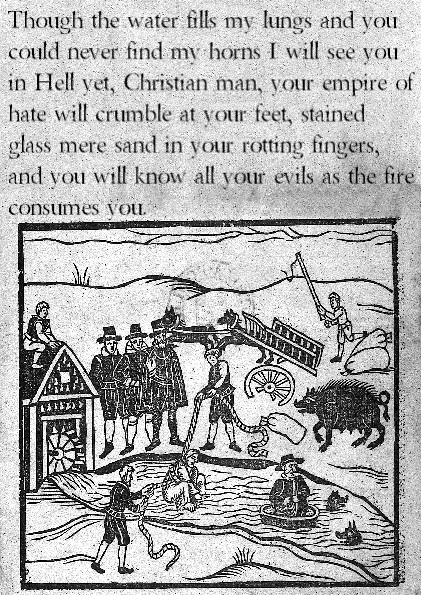 Though the water fills my lungs and you
could never find my horns I will see you
in Hell yet, Christian man, your empire of
hate will crumble at your feet, stained
glass mere sand in your rotting fingers,
and you will know all your evils as the fire
consumes you.